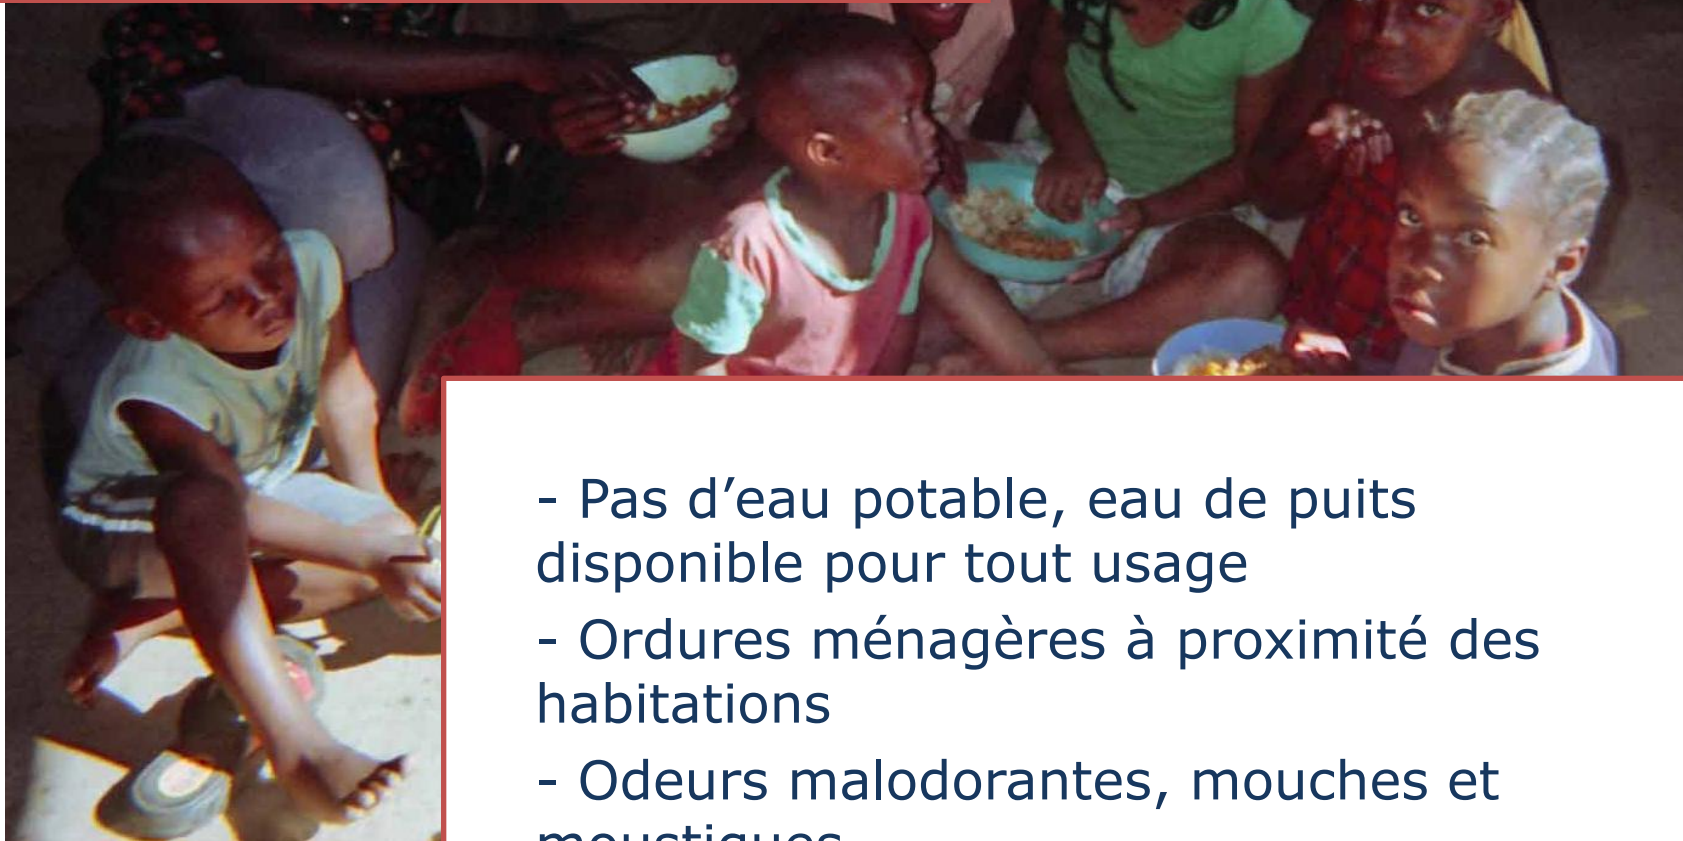 - Pas d’eau potable, eau de puits
disponible pour tout usage
- Ordures ménagères à proximité des
habitations
- Odeurs malodorantes, mouches et
moustiques